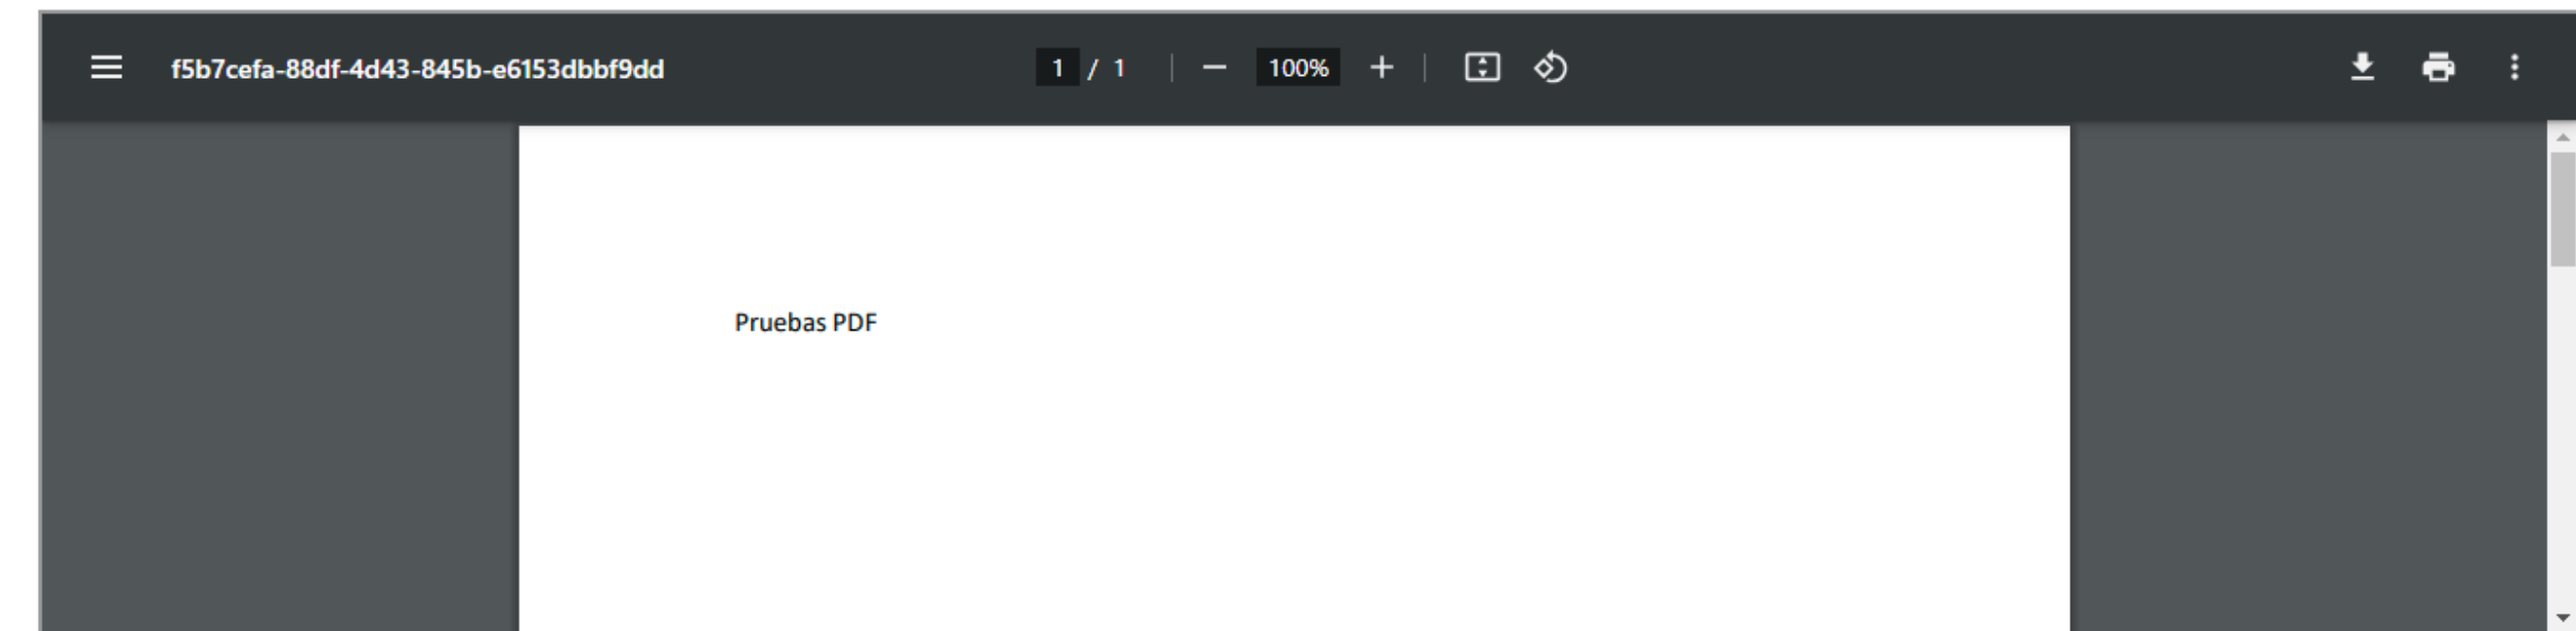 f5b7cefa-88df-4d43-845b-e6153dbbf9dd 1 / 1 100%
Pruebas PDF